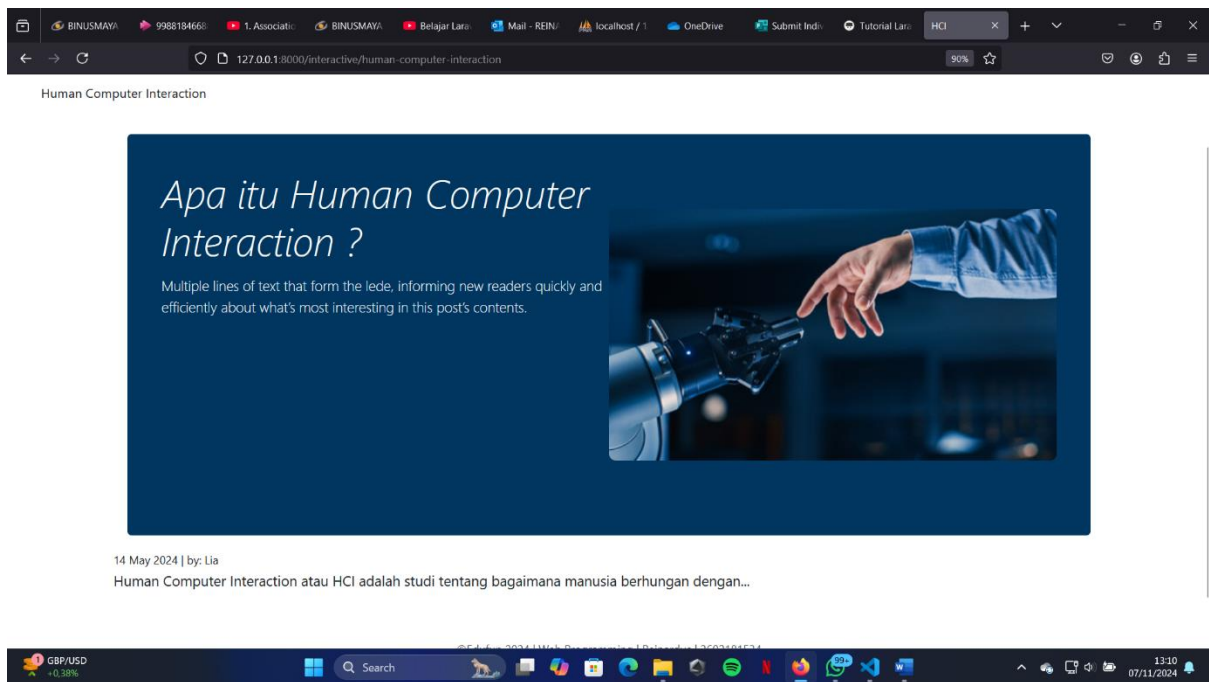 BINUSMAYA
9988184668
1. Associatio
BINUSMAYA
Belajar Lara
Mail - REIN
localhost / 1
OneDrive
Submit Indiv
Tutorial Lara
HCI
127.0.0.1:8000/interactive/human-computer-interaction
90%
Human Computer Interaction
Apa itu Human Computer
Interaction ?
Multiple lines of text that form the lede, informing new readers quickly and
efficiently about what's most interesting in this post's contents.
14 May 2024 | by: Lia
Human Computer Interaction atau HCI adalah studi tentang bagaimana manusia berhungan dengan...
1
GBP/USD
+0,38%
Search
99+
13:10
07/11/2024